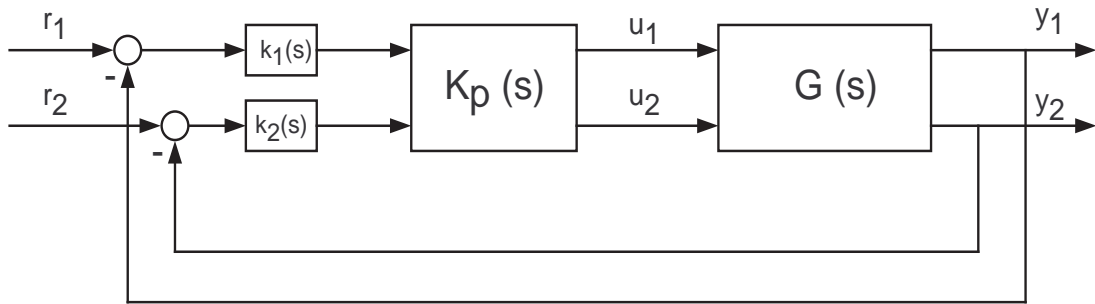 r1
k1(s)
u1
y1
-
Kp (s)
G (s)
r2
k2(s)
u2
y2
-